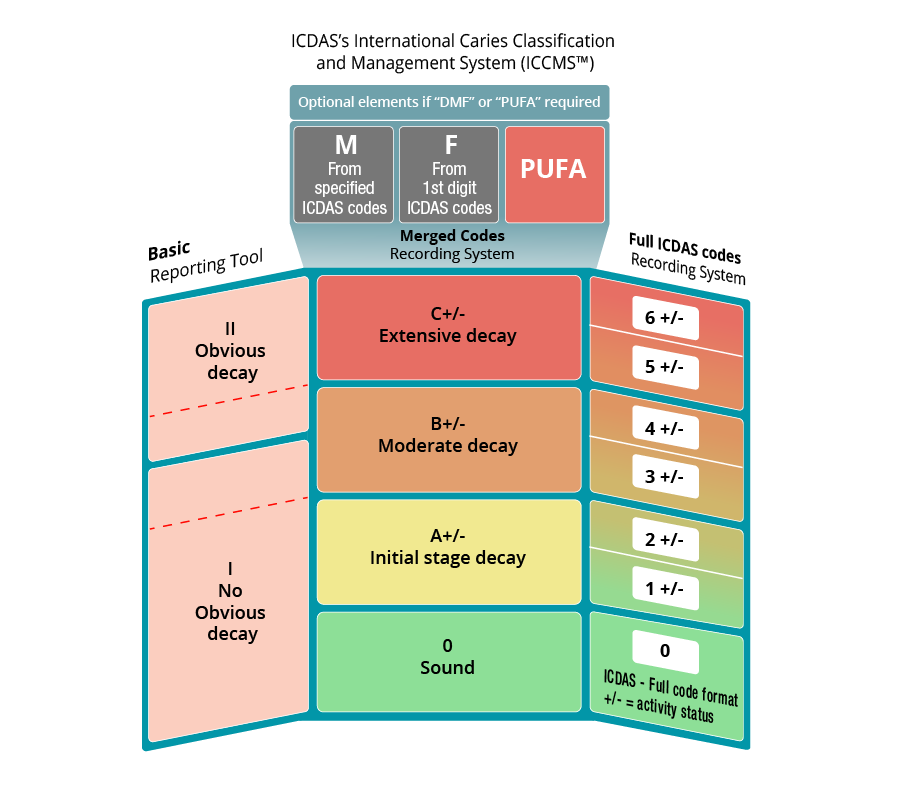 ICDAS's International Caries Classification
and Management System (ICCMS™)
Optional elements if “DMF” or “PUFA” required
M
From
specified
ICDAS codes
F
From
1st digit
ICDAS codes
PUFA
Merged Codes
Recording System
Basic
Reporting Tool
Full ICDAS codes
Recording System
II
Obvious
decay
I
No
Obvious
decay
C+/-
Extensive decay
B+/-
Moderate decay
A+/-
Initial stage decay
0
Sound
6 +/-
5 +/-
4 +/-
3 +/-
2 +/-
1 +/-
0
ICDAS - Full code format
+/- = activity status